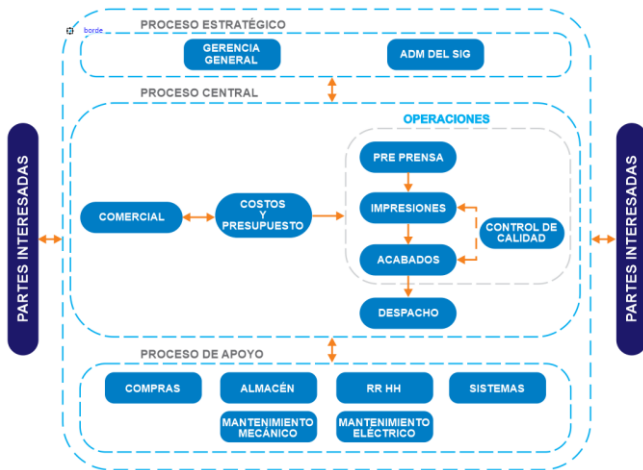 PROCESO ESTRATÉGICO
borde
GERENCIA
GENERAL
ADM DEL SIG
PROCESO CENTRAL
OPERACIONES
PRE PRENSA
COMERCIAL
COSTOS
Y
PRESUPUESTO
IMPRESIONES
CONTROL DE
CALIDAD
ACABADOS
DESPACHO
PROCESO DE APOYO
COMPRAS
ALMACÉN
RR HH
SISTEMAS
MANTENIMIENTO
MECÁNICO
MANTENIMIENTO
ELÉCTRICO
PARTES INTERESADAS
PARTES INTERESADAS